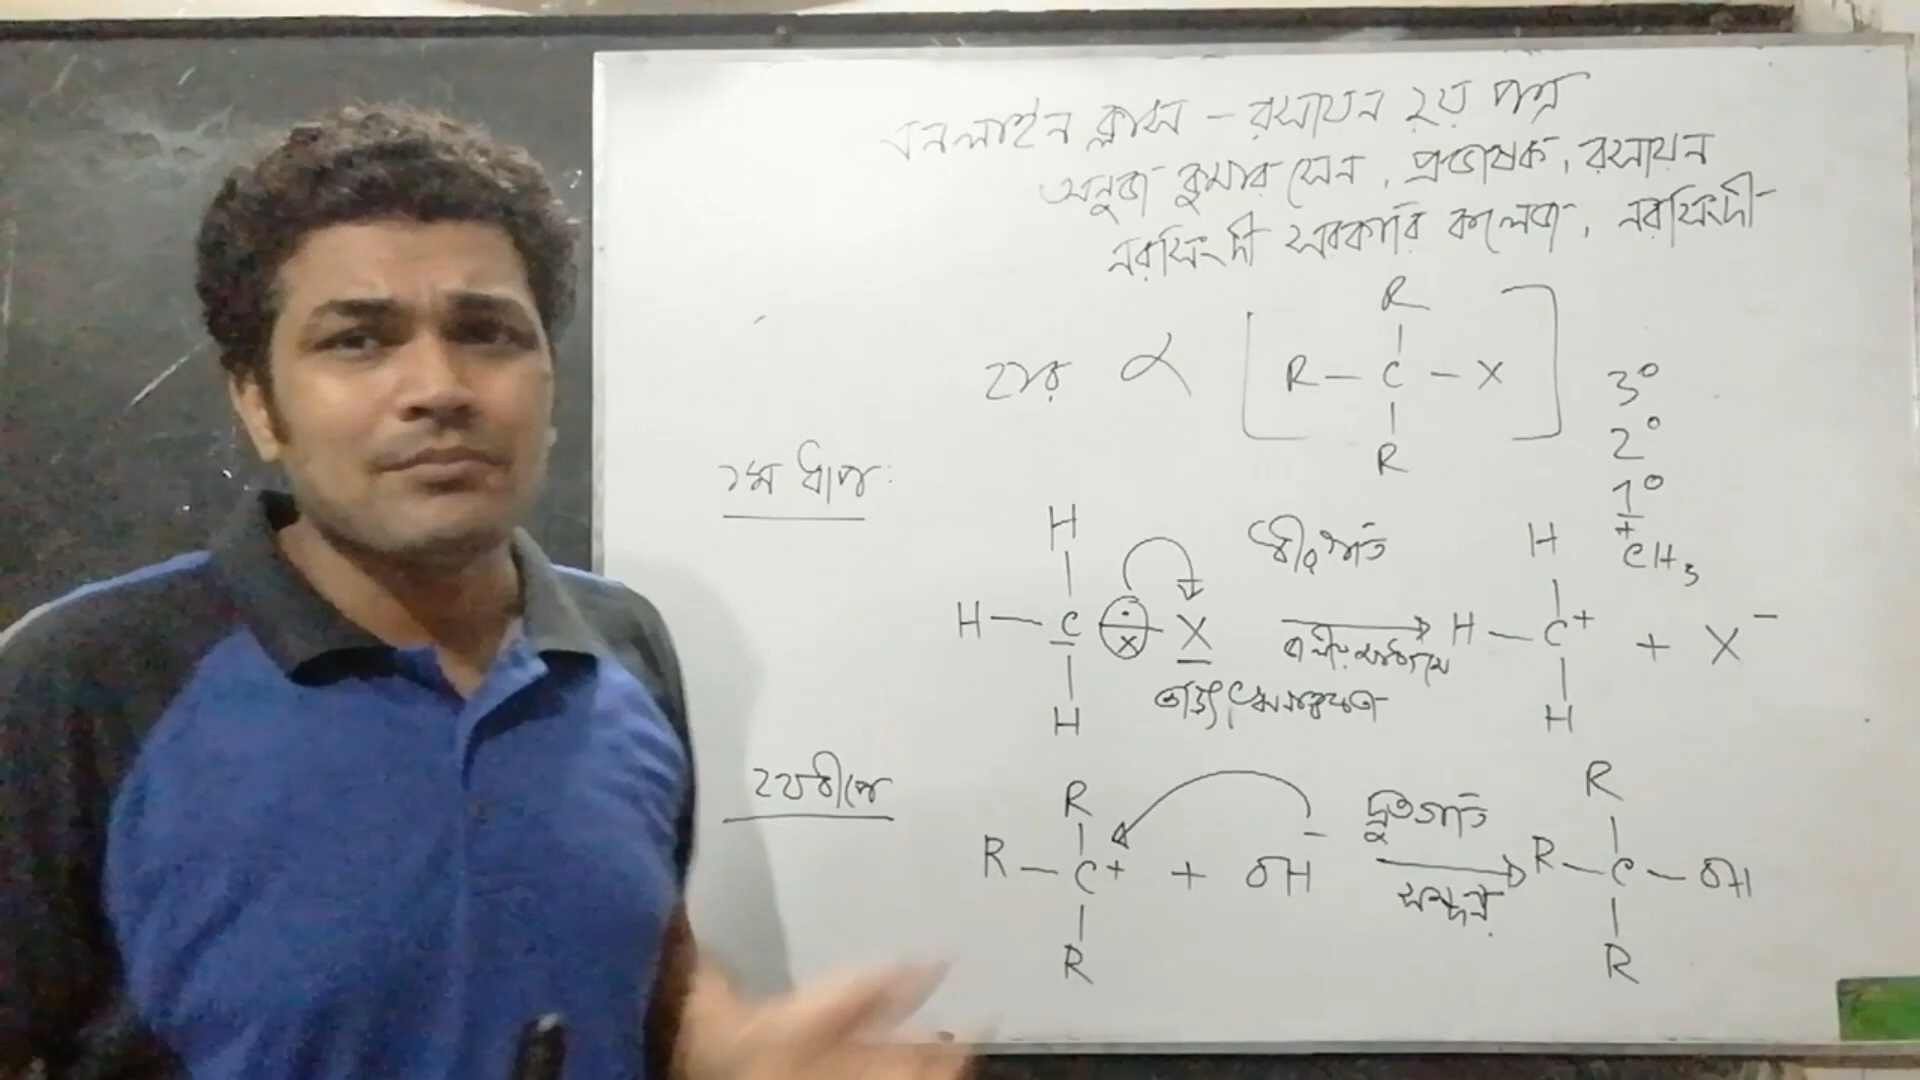 অনলাইন ক্লাস - রসায়ন ২য় পত্র
অনুজ কুমার সেন, প্রভাষক, রসায়ন
নরসিংদী সরকারি কলেজ, নরসিংদী
হার ∝ [R-C-X]
R
R
3°
2°
1°
+CH3
১ম ধাপ:
H
H-C-X
H
ধীরগতি
H
H-C+ + X-
H
২য় ধাপে
R
R-C+ + OH-
R
দ্রুতগতি
R
R-C-OH
R